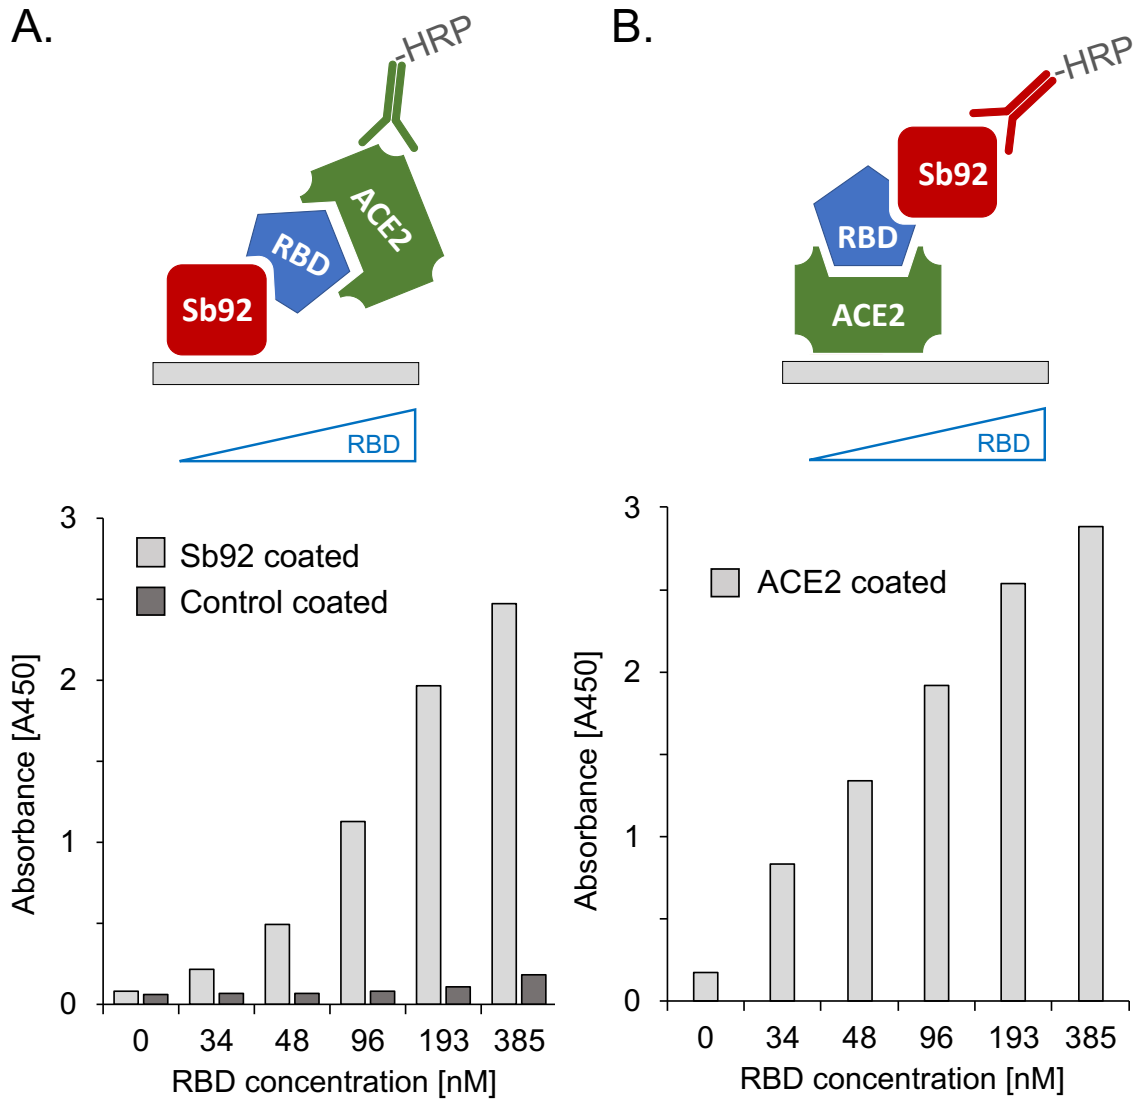 A.
-HRP
ACE2
RBD
Sb92
RBD
3
2
1
0
Absorbance [A450]
Sb92 coated
Control coated
0 34 48 96 193 385
RBD concentration [nM]
B.
-HRP
Sb92
RBD
ACE2
RBD
3
2
1
0
Absorbance [A450]
ACE2 coated
0 34 48 96 193 385
RBD concentration [nM]